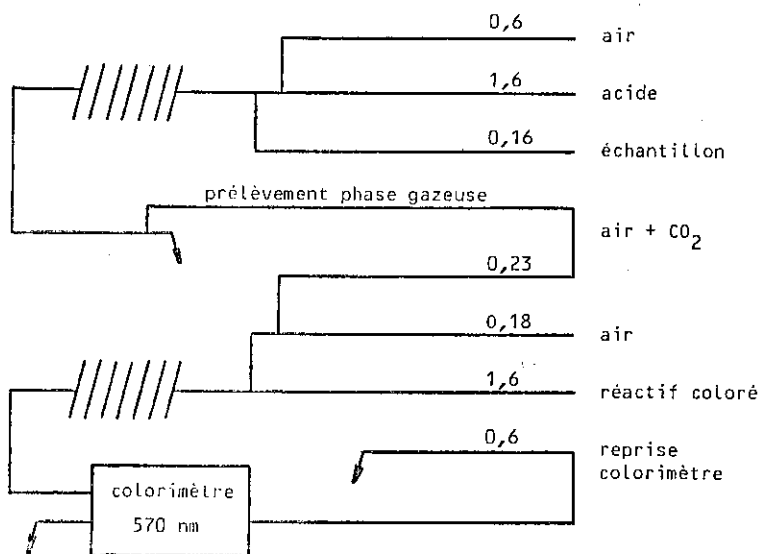 0,6 air
1,6 acide
0,16 échantillon
prélèvement phase gazeuse
air + CO2
0,23
0,18 air
1,6 réactif coloré
0,6 reprise
colorimètre
colorimètre
570 nm